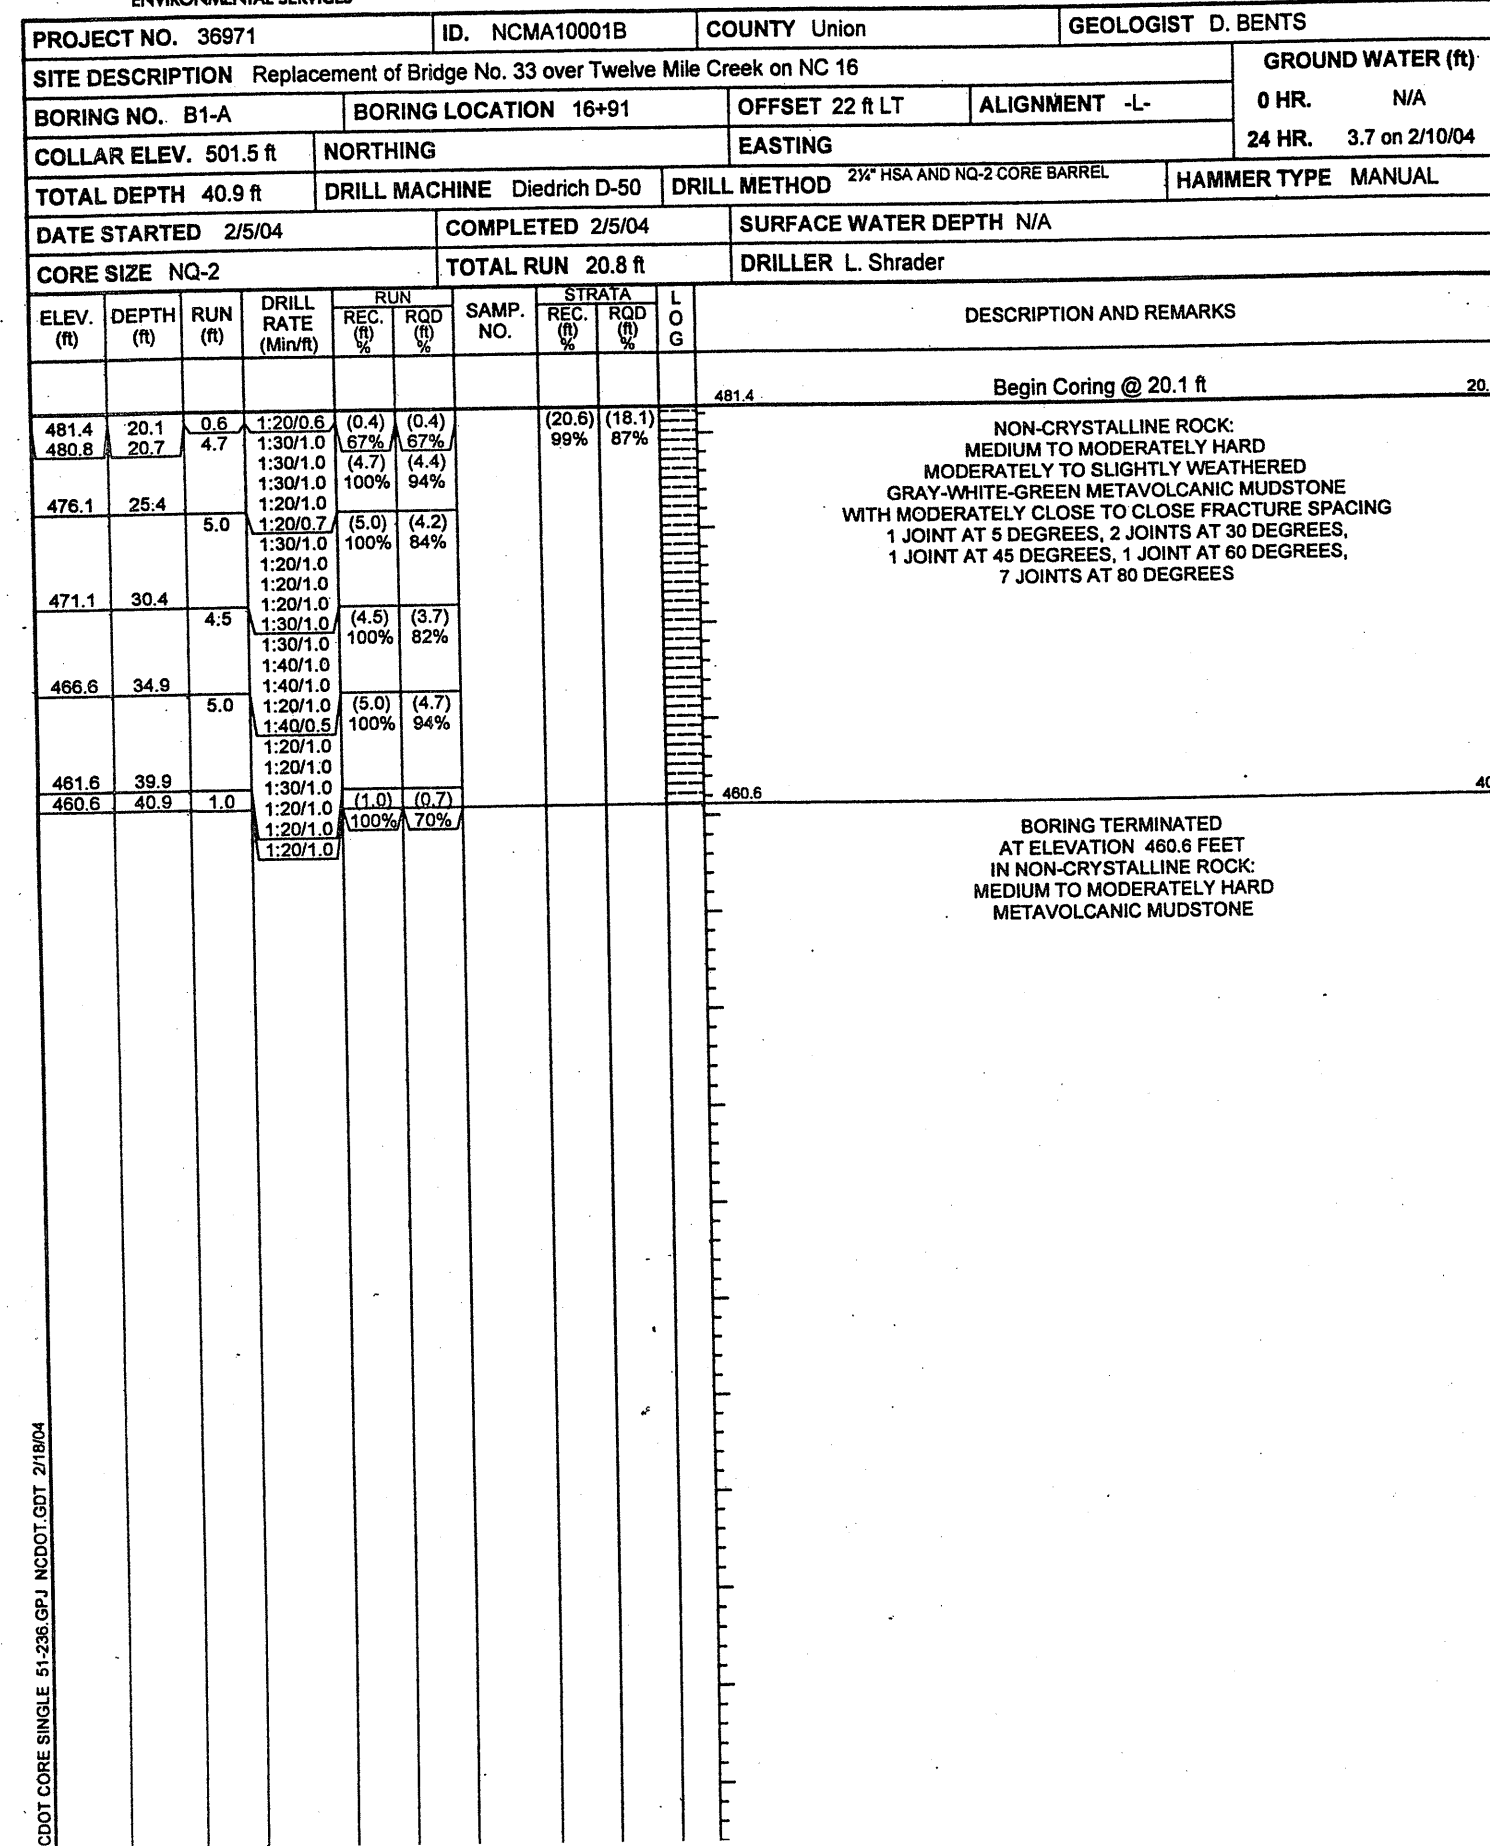 ENVIRONMENTAL SERVICES
PROJECT NO. 36971 ID. NCMA10001B COUNTY Union GEOLOGIST D. BENTS
SITE DESCRIPTION Replacement of Bridge No. 33 over Twelve Mile Creek on NC 16 GROUND WATER (ft)
BORING NO. B1-A BORING LOCATION 16+91 OFFSET 22 ft LT ALIGNMENT -L- 0 HR. N/A
COLLAR ELEV. 501.5 ft NORTHING EASTING 24 HR. 3.7 on 2/10/04
TOTAL DEPTH 40.9 ft DRILL MACHINE Diedrich D-50 DRILL METHOD 2¼" HSA AND NQ-2 CORE BARREL HAMMER TYPE MANUAL
DATE STARTED 2/5/04 COMPLETED 2/5/04 SURFACE WATER DEPTH N/A
CORE SIZE NQ-2 TOTAL RUN 20.8 ft DRILLER L. Shrader
ELEV. (ft) DEPTH (ft) RUN (ft) DRILL RATE (Min/ft) RUN REC. (ft) % RQD (ft) % SAMP. NO. STRATA REC. (ft) % RQD (ft) % LOG DESCRIPTION AND REMARKS
481.4 Begin Coring @ 20.1 ft 20.
481.4 20.1 0.6 1:20/0.6 (0.4) (0.4) (20.6) (18.1) NON-CRYSTALLINE ROCK:
480.8 20.7 4.7 1:30/1.0 67% 67% 99% 87% MEDIUM TO MODERATELY HARD
1:30/1.0 (4.7) (4.4) MODERATELY TO SLIGHTLY WEATHERED
1:30/1.0 100% 94% GRAY-WHITE-GREEN METAVOLCANIC MUDSTONE
476.1 25.4 1:20/1.0 WITH MODERATELY CLOSE TO CLOSE FRACTURE SPACING
5.0 1:20/0.7 (5.0) (4.2) 1 JOINT AT 5 DEGREES, 2 JOINTS AT 30 DEGREES,
1:30/1.0 100% 84% 1 JOINT AT 45 DEGREES, 1 JOINT AT 60 DEGREES,
1:20/1.0 7 JOINTS AT 80 DEGREES
1:20/1.0
471.1 30.4 1:20/1.0
4.5 1:30/1.0 (4.5) (3.7)
1:30/1.0 100% 82%
1:40/1.0
466.6 34.9 1:40/1.0
5.0 1:20/1.0 (5.0) (4.7)
1:40/0.5 100% 94%
1:20/1.0
1:20/1.0
461.6 39.9 1:30/1.0 460.6 40
460.6 40.9 1.0 1:20/1.0 (1.0) (0.7)
1:20/1.0 100% 70% BORING TERMINATED
1:20/1.0 AT ELEVATION 460.6 FEET
IN NON-CRYSTALLINE ROCK:
MEDIUM TO MODERATELY HARD
METAVOLCANIC MUDSTONE
CDOT CORE SINGLE 51-236.GPJ NCDOT.GDT 2/18/04